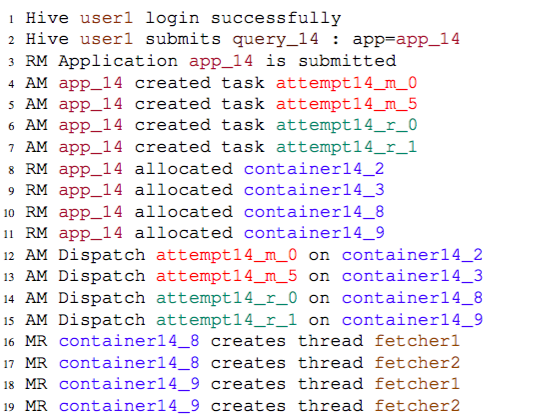 1 Hive user1 login successfully
2 Hive user1 submits query_14 : app=app_14
3 RM Application app_14 is submitted
4 AM app_14 created task attempt14_m_0
5 AM app_14 created task attempt14_m_5
6 AM app_14 created task attempt14_r_0
7 AM app_14 created task attempt14_r_1
8 RM app_14 allocated container14_2
9 RM app_14 allocated container14_3
10 RM app_14 allocated container14_8
11 RM app_14 allocated container14_9
12 AM Dispatch attempt14_m_0 on container14_2
13 AM Dispatch attempt14_m_5 on container14_3
14 AM Dispatch attempt14_r_0 on container14_8
15 AM Dispatch attempt14_r_1 on container14_9
16 MR container14_8 creates thread fetcher1
17 MR container14_8 creates thread fetcher2
18 MR container14_9 creates thread fetcher1
19 MR container14_9 creates thread fetcher2